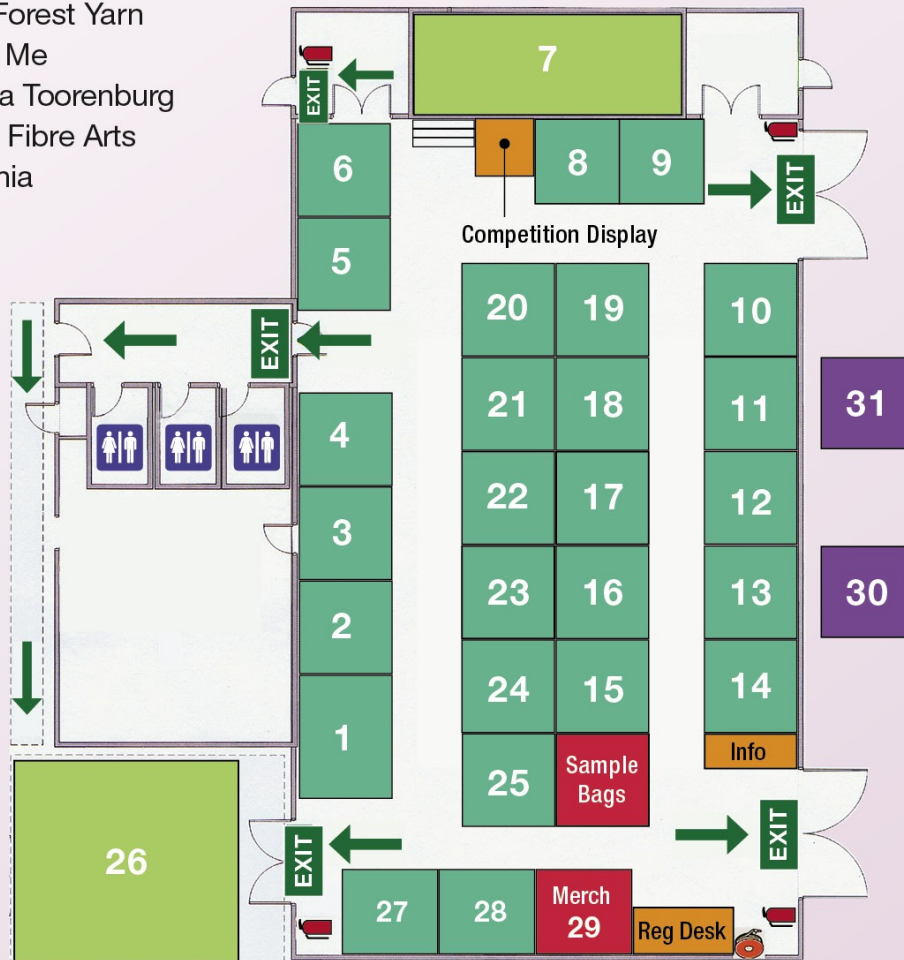 Forest Yarn
Me
a Toorenburg
Fibre Arts
nia
7
EXIT
6
8
9
EXIT
Competition Display
5
20
19
10
EXIT
21
18
11
31
4
22
17
12
3
23
16
13
30
2
24
15
14
1
Info
25
Sample
Bags
EXIT
EXIT
26
27
28
Merch
29
Reg Desk